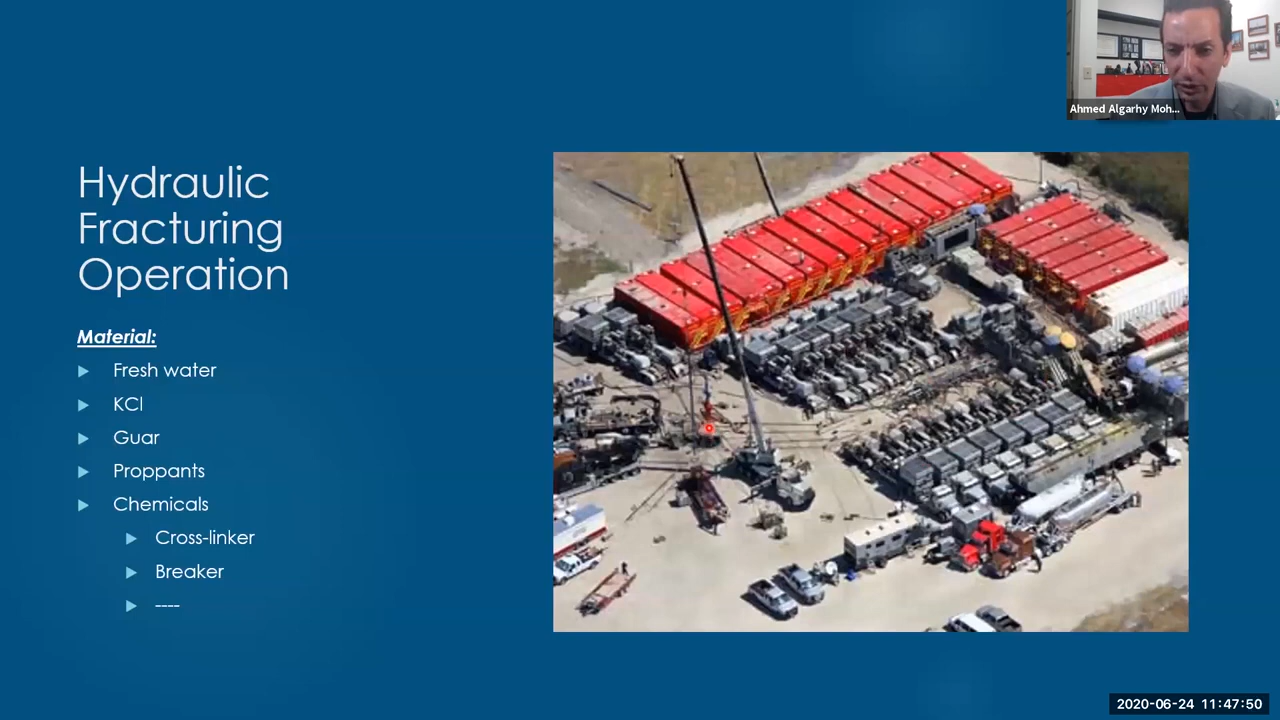 Ahmed Algarhy Moh...
Hydraulic
Fracturing
Operation
Material:
Fresh water
KCl
Guar
Proppants
Chemicals
Cross-linker
Breaker
----
2020-06-24 11:47:50